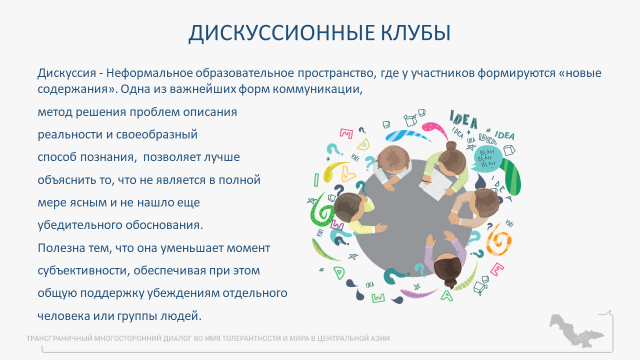 ДИСКУССИОННЫЕ КЛУБЫ
Дискуссия - Неформальное образовательное пространство, где у участников формируются «новые
содержания». Одна из важнейших форм коммуникации,
метод решения проблем описания
реальности и своеобразный
способ познания, позволяет лучше
объяснить то, что не является в полной
мере ясным и не нашло еще
убедительного обоснования.
Полезна тем, что она уменьшает момент
субъективности, обеспечивая при этом
общую поддержку убеждениям отдельного
человека или группы людей.
IDEA
IDEA
IDEA
BLAH
BLAH
BLAH
ТРАНСГРАНИЧНЫЙ МНОГОСТОРОННИЙ ДИАЛОГ ВО ИМЯ ТОЛЕРАНТНОСТИ И МИРА В ЦЕНТРАЛЬНОЙ АЗИИ